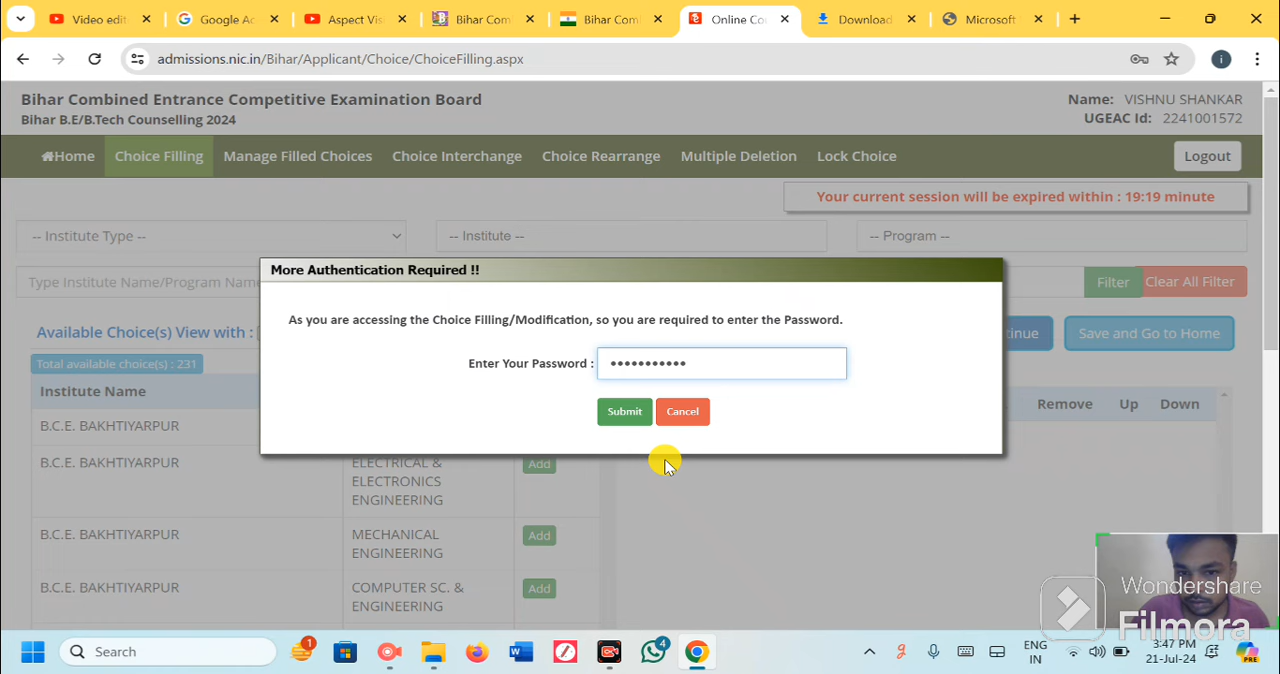 Video edit
Google Ac
Aspect Vis
Bihar Com
Bihar Com
Online Co
Download
Microsoft
admissions.nic.in/Bihar/Applicant/Choice/ChoiceFilling.aspx
i
Bihar Combined Entrance Competitive Examination Board
Name: VISHNU SHANKAR
Bihar B.E/B.Tech Counselling 2024
UGEAC Id: 2241001572
Home Choice Filling Manage Filled Choices Choice Interchange Choice Rearrange Multiple Deletion Lock Choice Logout
Your current session will be expired within : 19:19 minute
-- Institute Type -- -- Institute -- -- Program --
Type Institute Name/Program Name
Filter Clear All Filter
More Authentication Required !!
As you are accessing the Choice Filling/Modification, so you are required to enter the Password.
Enter Your Password : •••••••••••
Submit Cancel
Available Choice(s) View with :
Save and Go to Home
Total available choice(s) : 231
Institute Name
Remove Up Down
B.C.E. BAKHTIYARPUR
B.C.E. BAKHTIYARPUR
ELECTRICAL &
ELECTRONICS
ENGINEERING
Add
B.C.E. BAKHTIYARPUR
MECHANICAL
ENGINEERING
Add
B.C.E. BAKHTIYARPUR
COMPUTER SC. &
ENGINEERING
Add
Wondershare
Filmora
Search
1
4
ENG
IN
3:47 PM
21-Jul-24
PRE